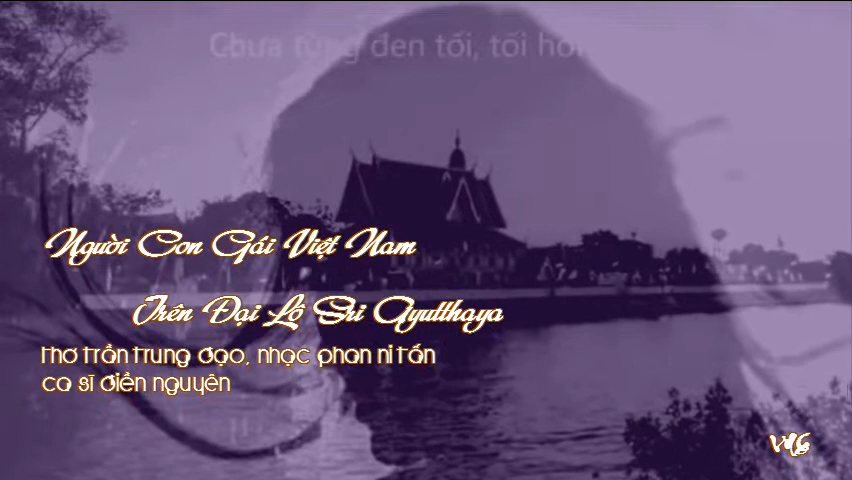 Chưa từng đen tối, tối hơn
Người Con Gái Việt Nam
Trên Đại Lộ Sri Ayutthaya
thơ trần trung đạo, nhạc phan ni tấn
ca sĩ diễn nguyên